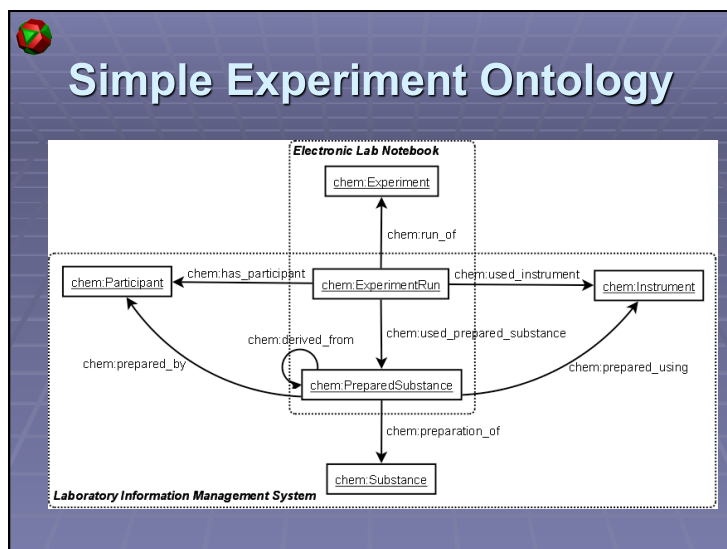 Simple Experiment Ontology
Electronic Lab Notebook
chem:Experiment
chem:run_of
chem:has_participant
chem:used_instrument
chem:Participant
chem:ExperimentRun
chem:Instrument
chem:used_prepared_substance
chem:derived_from
chem:prepared_by
chem:prepared_using
chem:PreparedSubstance
chem:preparation_of
chem:Substance
Laboratory Information Management System